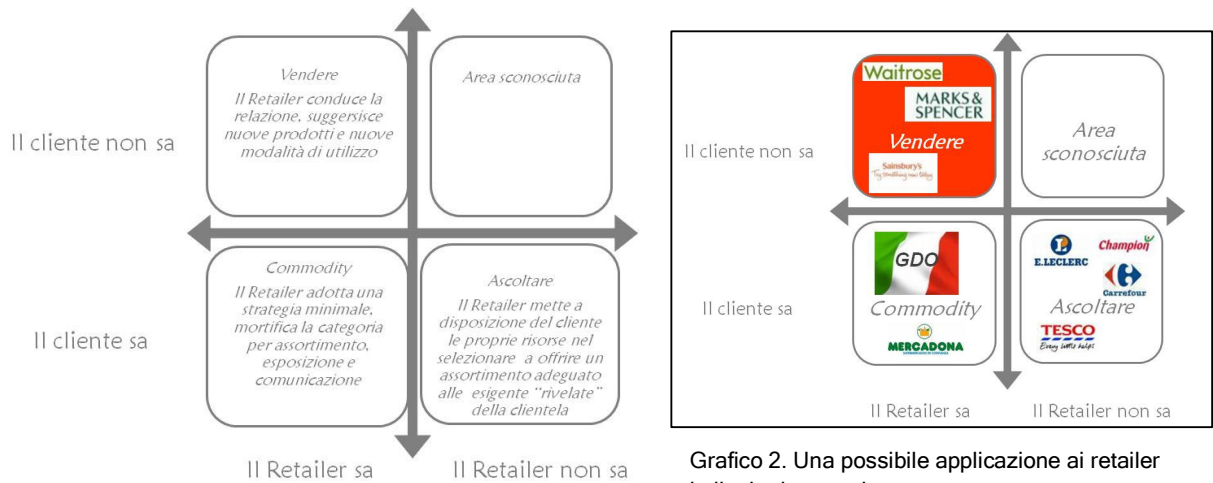 Vendere
Il Retailer conduce la
relazione, suggerisce
nuove prodotti e nuove
modalità di utilizzo
Area sconosciuta
Il cliente non sa
Commodity
Il Retailer adotta una
strategia minimale,
mortifica la categoria
per assortimento,
esposizione e
comunicazione
Ascoltare
Il Retailer mette a
disposizione del cliente
le proprie risorse nel
selezionare a offrire un
assortimento adeguato
alle esigente "rivelate"
della clientela
Il cliente sa
Il Retailer sa
Il Retailer non sa
Waitrose
MARKS &
SPENCER
Vendere
Sainsbury's
Try something new today
Area
sconosciuta
Il cliente non sa
GDO
Commodity
MERCADONA
E.LECLERC
Champion
Carrefour
Ascoltare
TESCO
Every little helps
Il cliente sa
Il Retailer sa
Il Retailer non sa
Grafico 2. Una possibile applicazione ai retailer